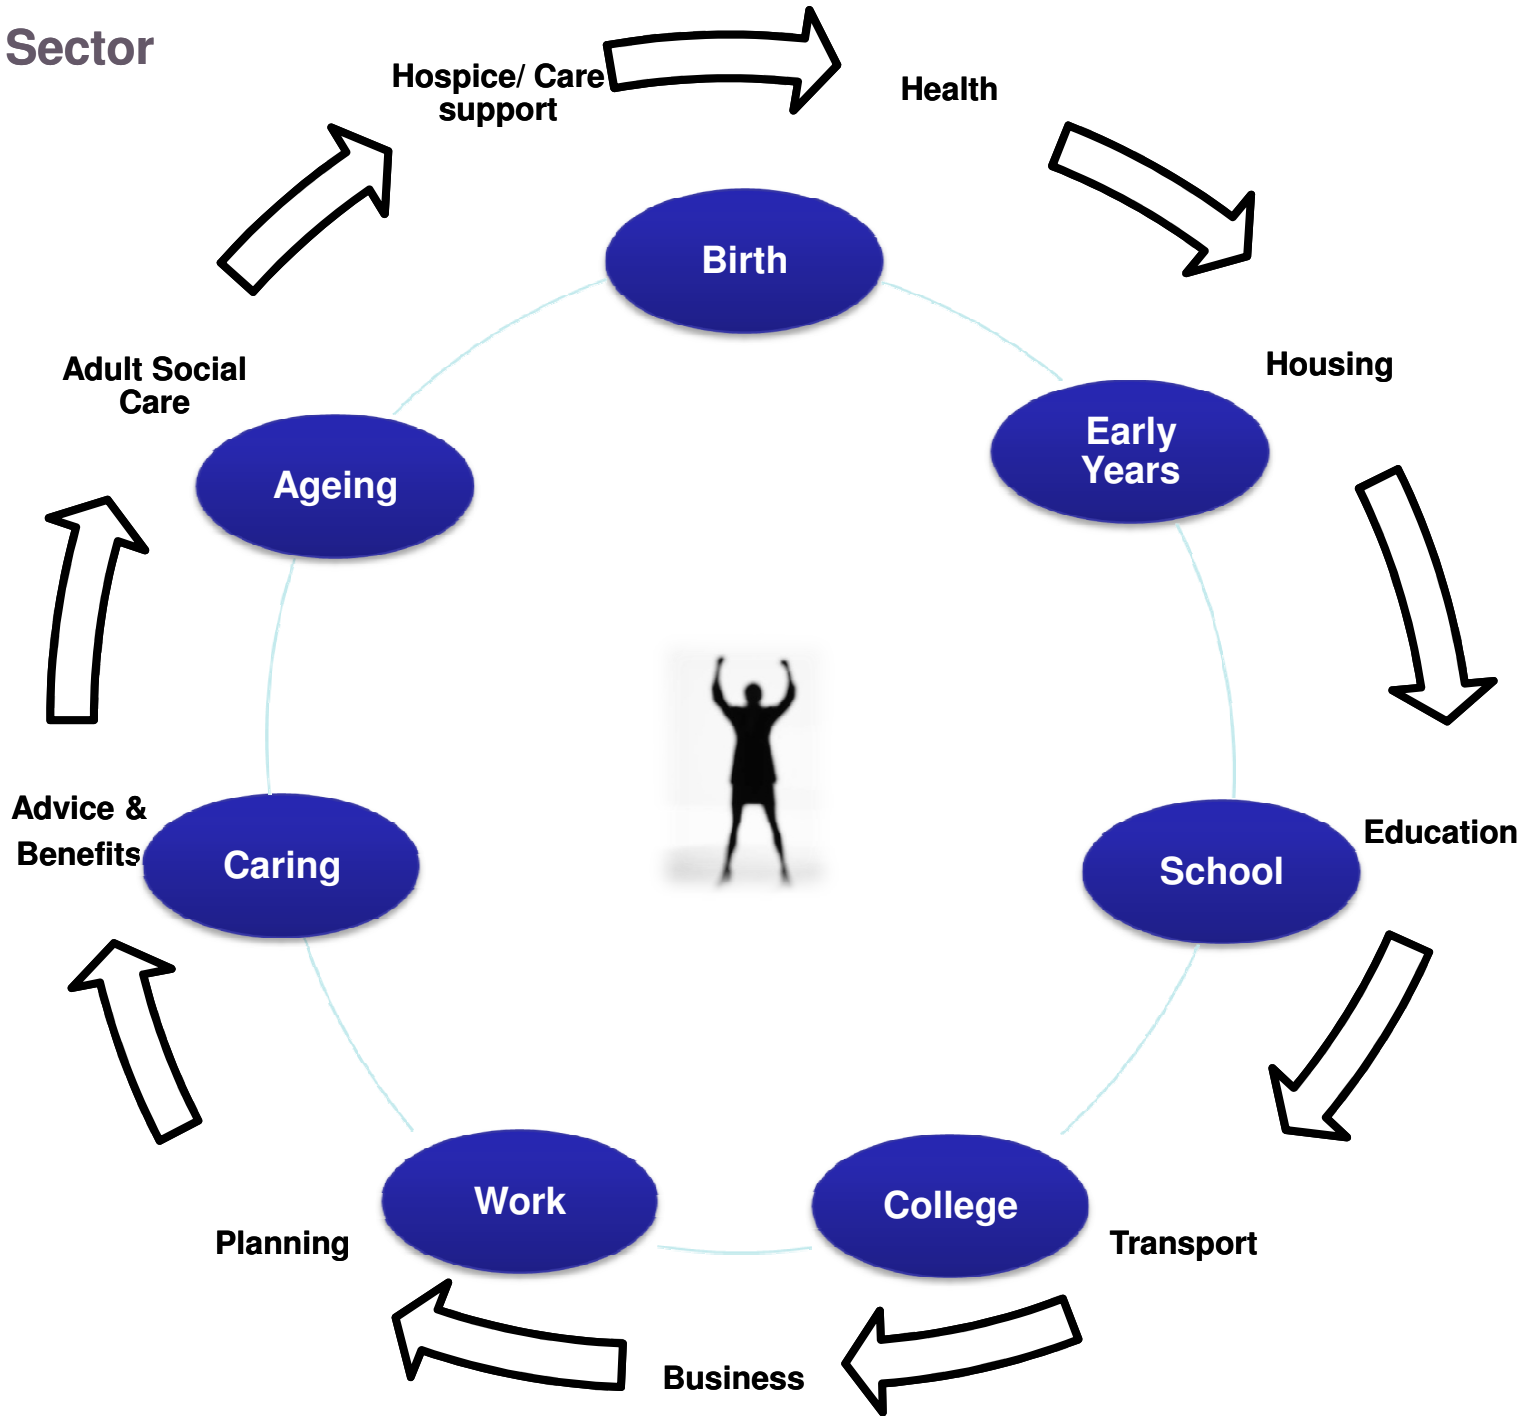 Sector
Hospice/ Care
support
Health
Birth
Housing
Early
Years
Adult Social
Care
Ageing
Advice &
Benefits
Caring
School
Education
Work
College
Planning
Transport
Business